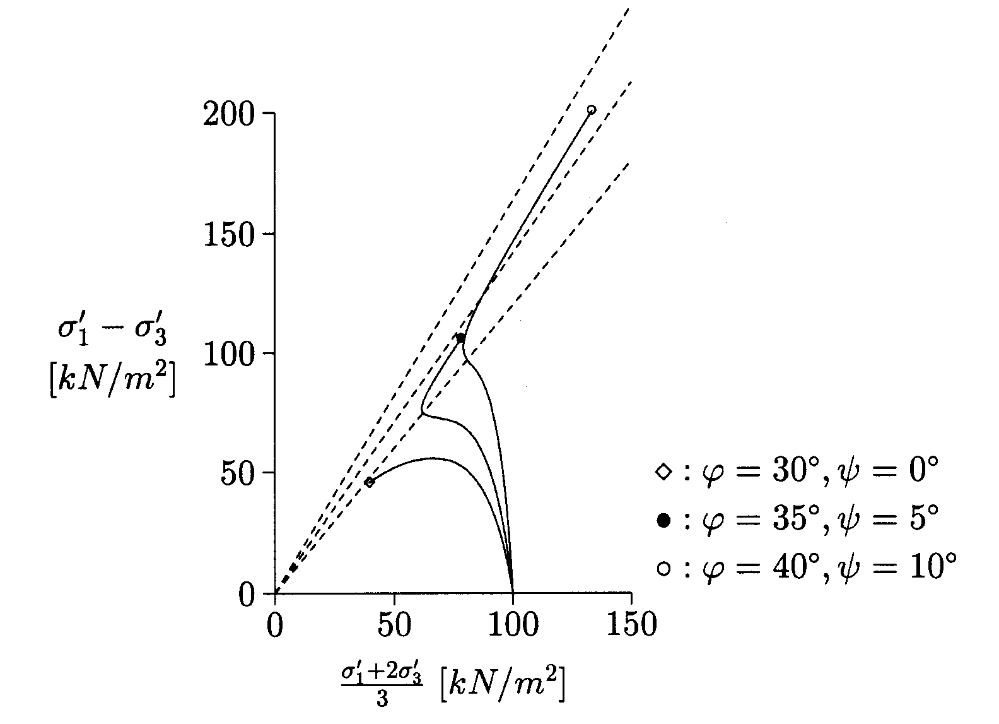 200
150
σ′₁ − σ′₃
[kN/m²]
100
50
0
0 50 100 150
(σ′₁+2σ′₃)/3 [kN/m²]
◇ : φ = 30°, ψ = 0°
● : φ = 35°, ψ = 5°
○ : φ = 40°, ψ = 10°